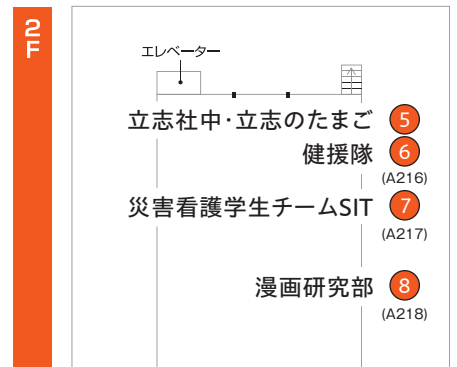 2F
エレベーター
立志社中・立志のたまご 5
健援隊 6
(A216)
災害看護学生チームSIT 7
(A217)
漫画研究部 8
(A218)